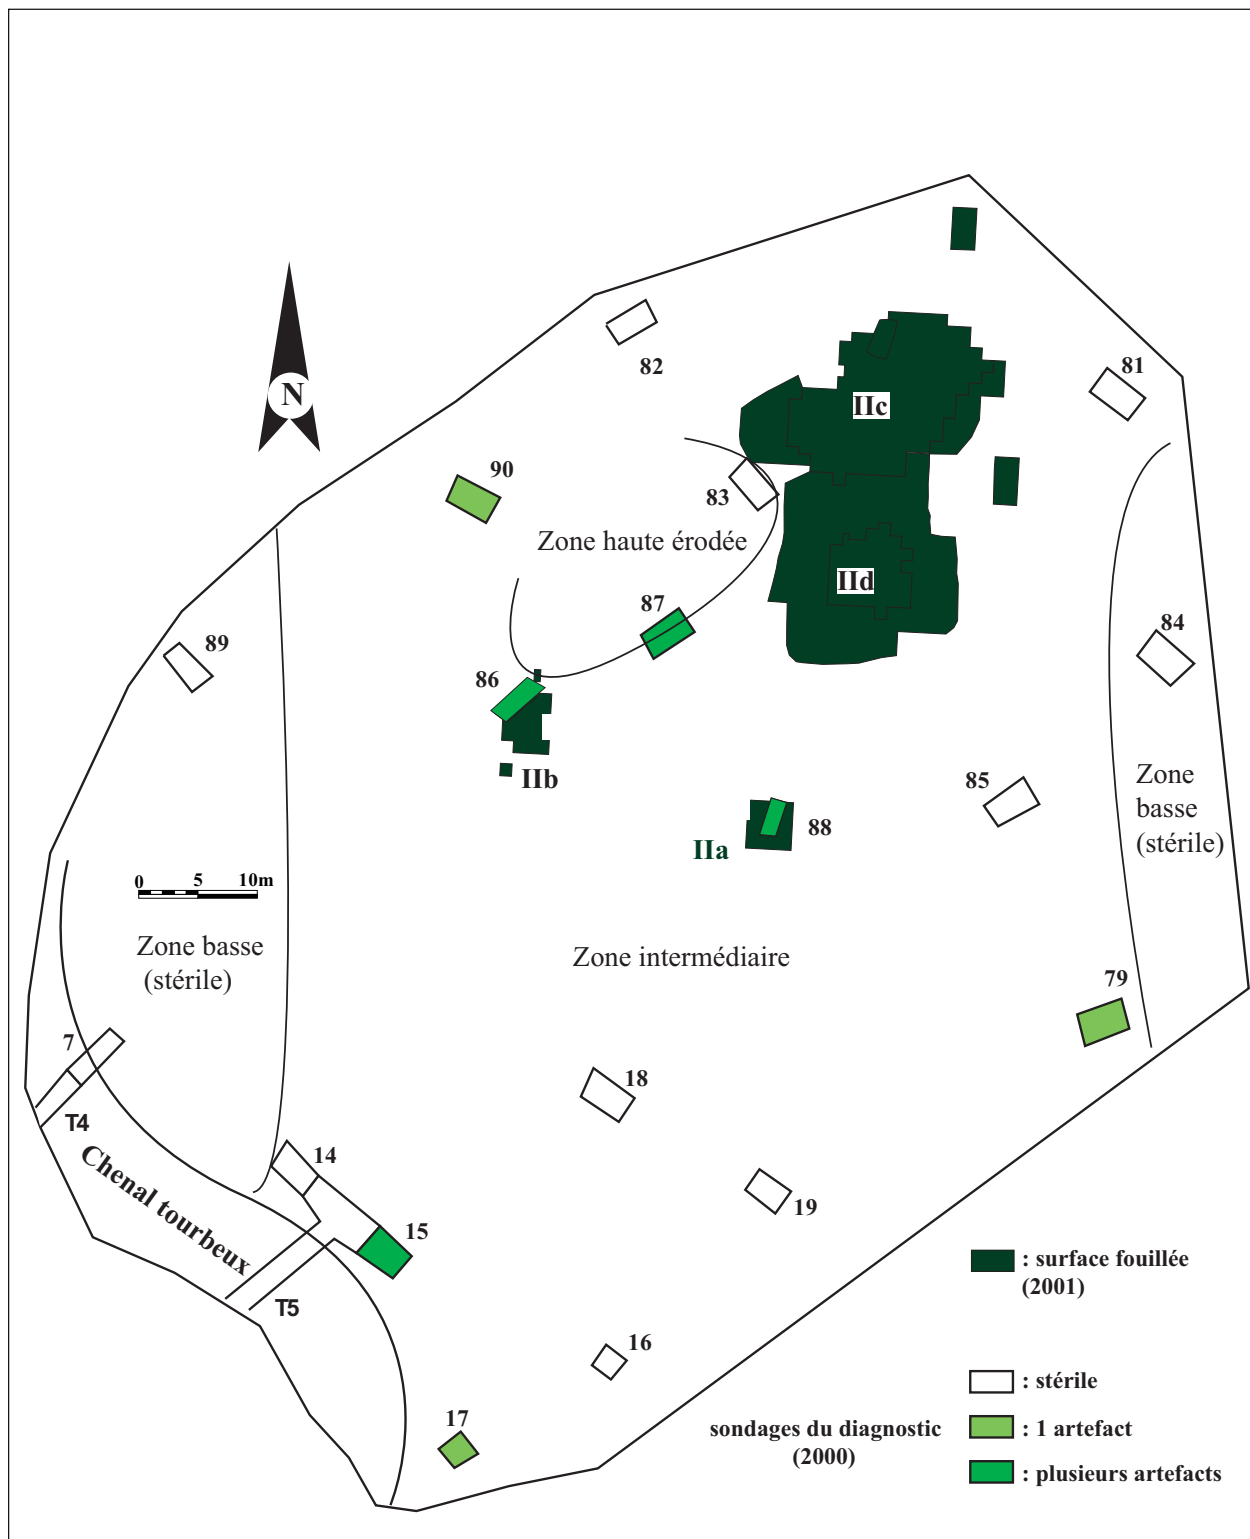 82
81
N
IIc
90
83
Zone haute érodée
IId
87
89
84
86
IIb
85
Zone
basse
(stérile)
88
IIa
0 5 10m
Zone basse
(stérile)
Zone intermédiaire
79
7
T4
18
14
Chenal tourbeux
19
15
T5
16
17
: surface fouillée
(2001)
sondages du diagnostic
(2000)
: stérile
: 1 artefact
: plusieurs artefacts